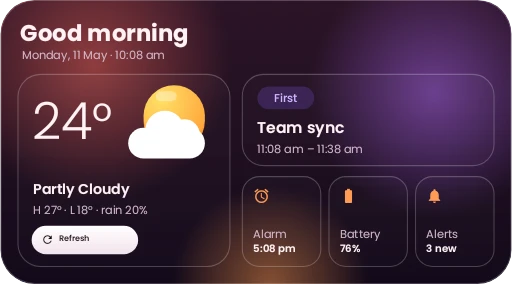 Good morning
Monday, 11 May · 10:08 am
24°
Partly Cloudy
H 27° · L 18° · rain 20%
Refresh
First
Team sync
11:08 am – 11:38 am
Alarm
5:08 pm
Battery
76%
Alerts
3 new